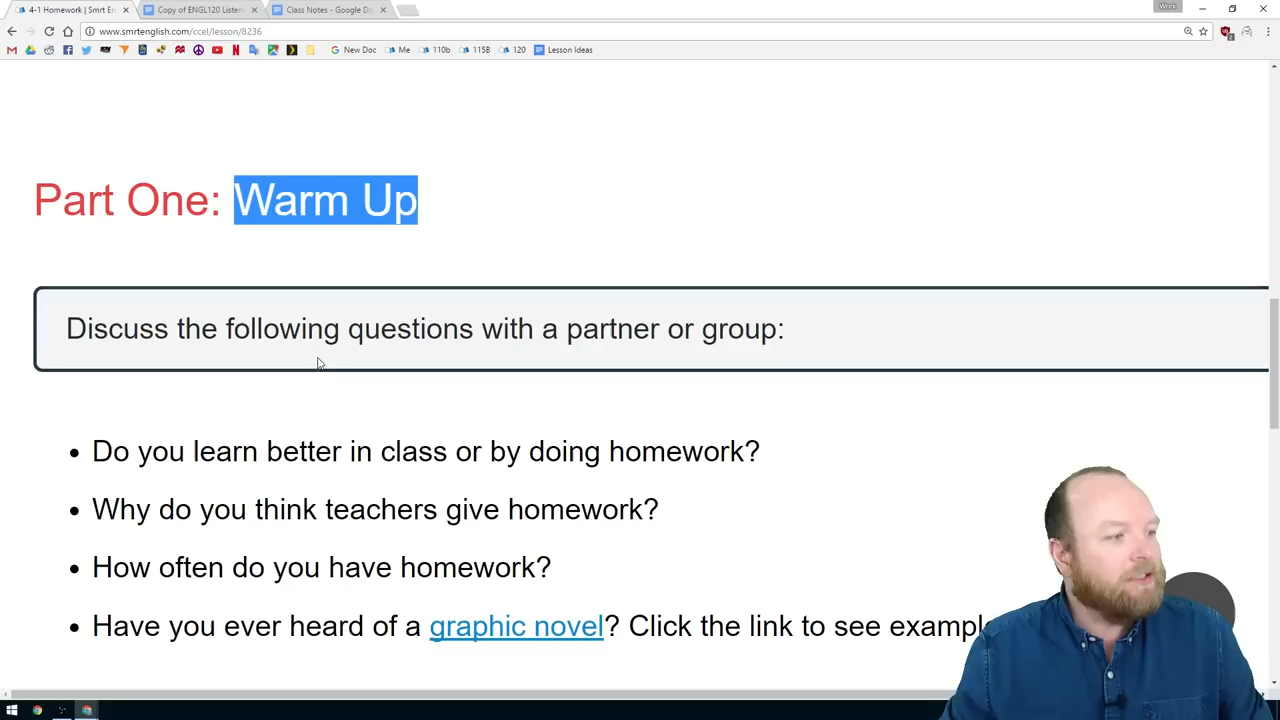 4-1 Homework | Smrt En
Copy of ENGL120 Listen
Class Notes - Google Do
Work
www.smrtenglish.com/ccel/lesson/8236
New Doc
Me
110b
115B
120
Lesson Ideas
Part One: Warm Up
Discuss the following questions with a partner or group:
• Do you learn better in class or by doing homework?
• Why do you think teachers give homework?
• How often do you have homework?
• Have you ever heard of a graphic novel? Click the link to see exampl